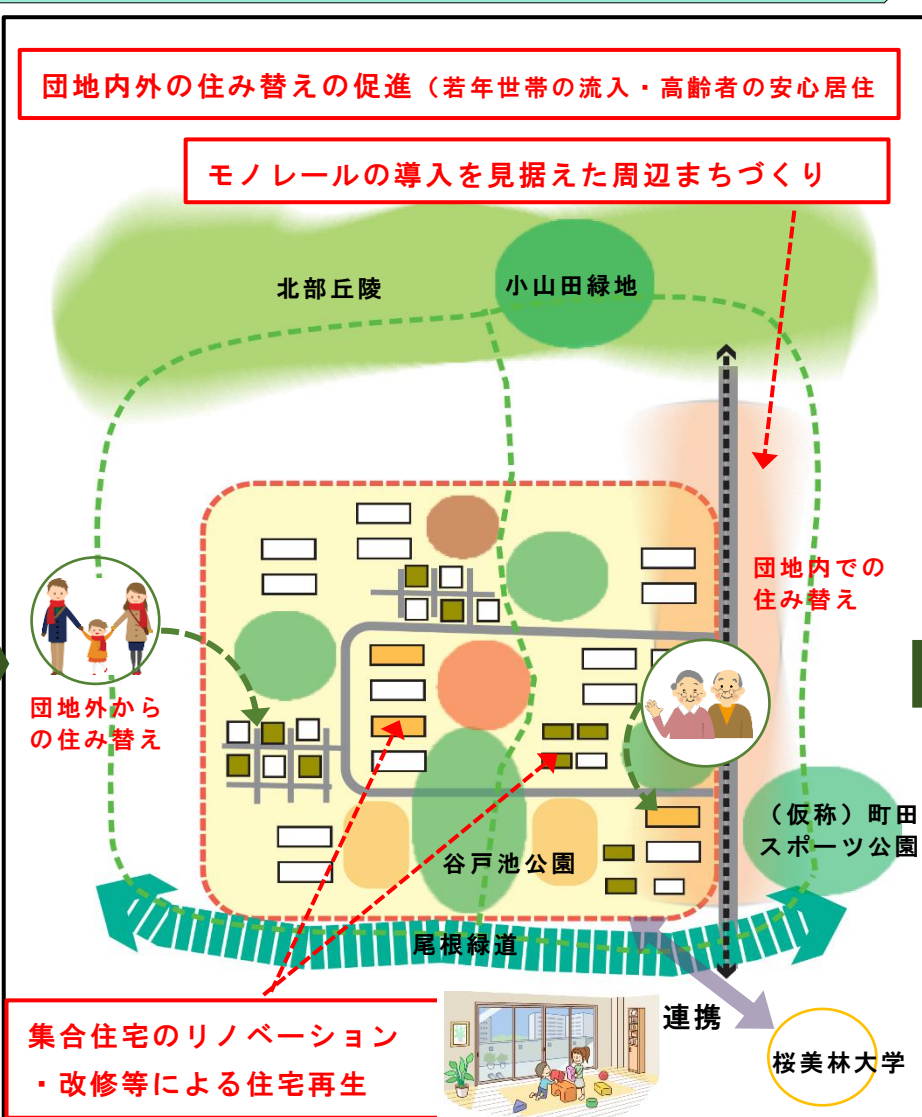 団地内外の住み替えの促進（若年世帯の流入・高齢者の安心居住
モノレールの導入を見据えた周辺まちづくり
北部丘陵
小山田緑地
団地内での
住み替え
団地外から
の住み替え
（仮称）町田
スポーツ公園
谷戸池公園
尾根緑道
集合住宅のリノベーション
・改修等による住宅再生
連携
桜美林大学